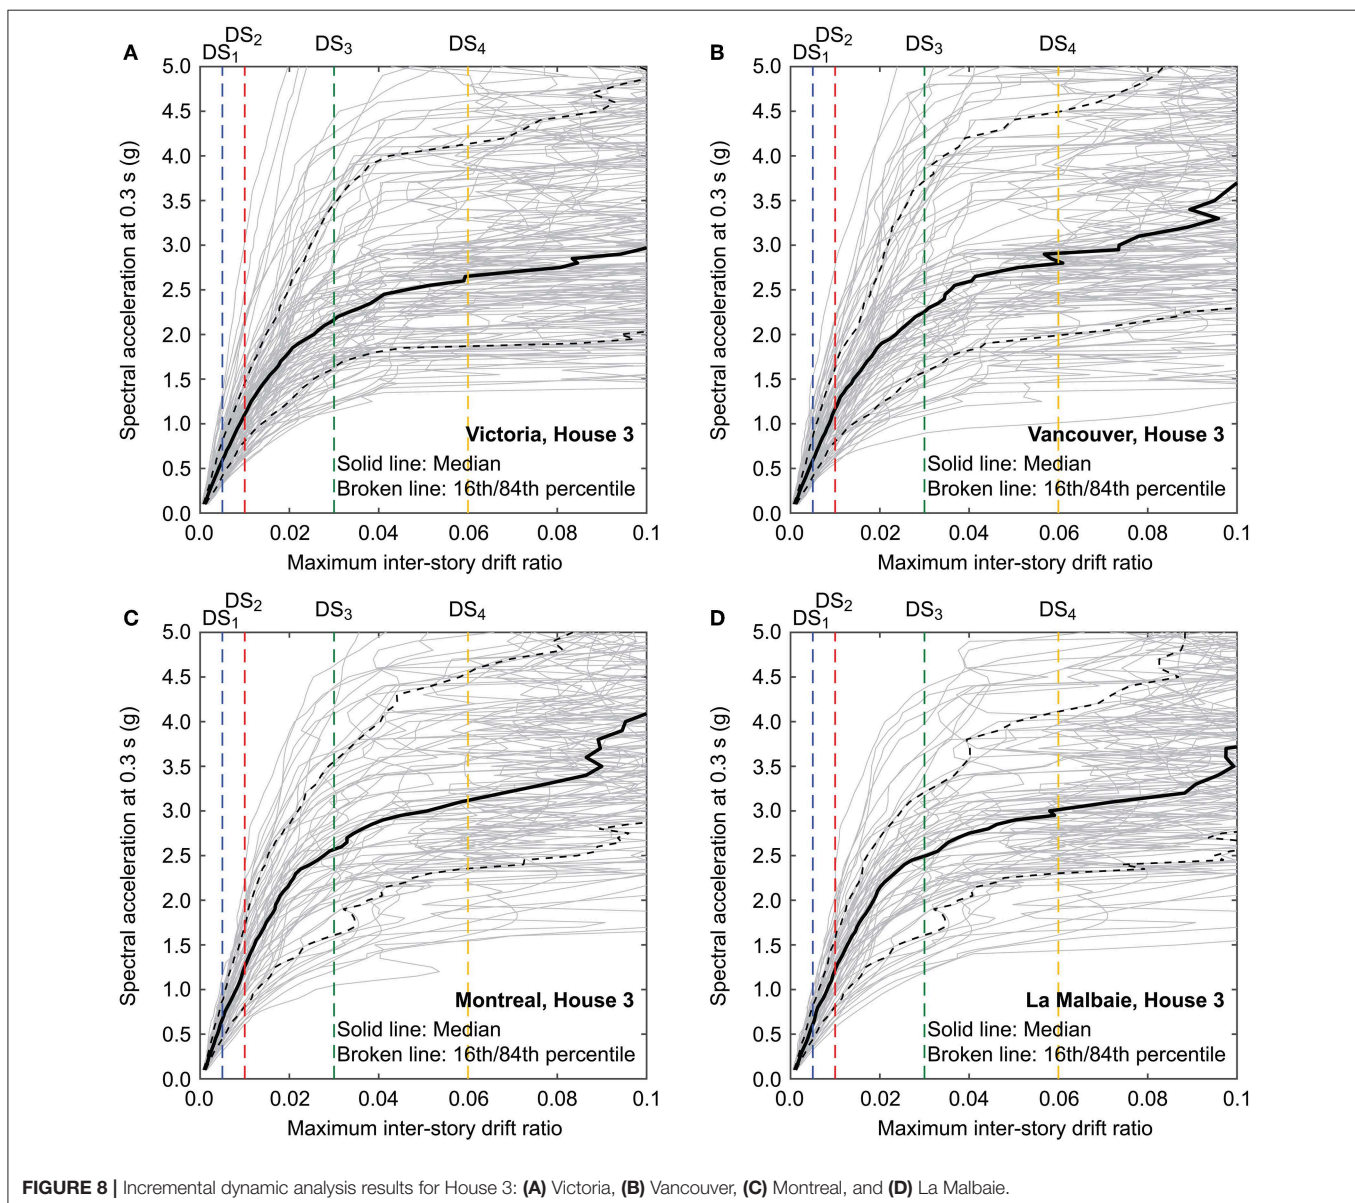 A
DS1 DS2 DS3 DS4
5.0
4.5
4.0
3.5
3.0
2.5
2.0
1.5
1.0
0.5
0.0
Spectral acceleration at 0.3 s (g)
Victoria, House 3
Solid line: Median
Broken line: 16th/84th percentile
0.0 0.02 0.04 0.06 0.08 0.1
Maximum inter-story drift ratio
B
DS1 DS2 DS3 DS4
5.0
4.5
4.0
3.5
3.0
2.5
2.0
1.5
1.0
0.5
0.0
Spectral acceleration at 0.3 s (g)
Vancouver, House 3
Solid line: Median
Broken line: 16th/84th percentile
0.0 0.02 0.04 0.06 0.08 0.1
Maximum inter-story drift ratio
C
DS1 DS2 DS3 DS4
5.0
4.5
4.0
3.5
3.0
2.5
2.0
1.5
1.0
0.5
0.0
Spectral acceleration at 0.3 s (g)
Montreal, House 3
Solid line: Median
Broken line: 16th/84th percentile
0.0 0.02 0.04 0.06 0.08 0.1
Maximum inter-story drift ratio
D
DS1 DS2 DS3 DS4
5.0
4.5
4.0
3.5
3.0
2.5
2.0
1.5
1.0
0.5
0.0
Spectral acceleration at 0.3 s (g)
La Malbaie, House 3
Solid line: Median
Broken line: 16th/84th percentile
0.0 0.02 0.04 0.06 0.08 0.1
Maximum inter-story drift ratio
FIGURE 8 | Incremental dynamic analysis results for House 3: (A) Victoria, (B) Vancouver, (C) Montreal, and (D) La Malbaie.